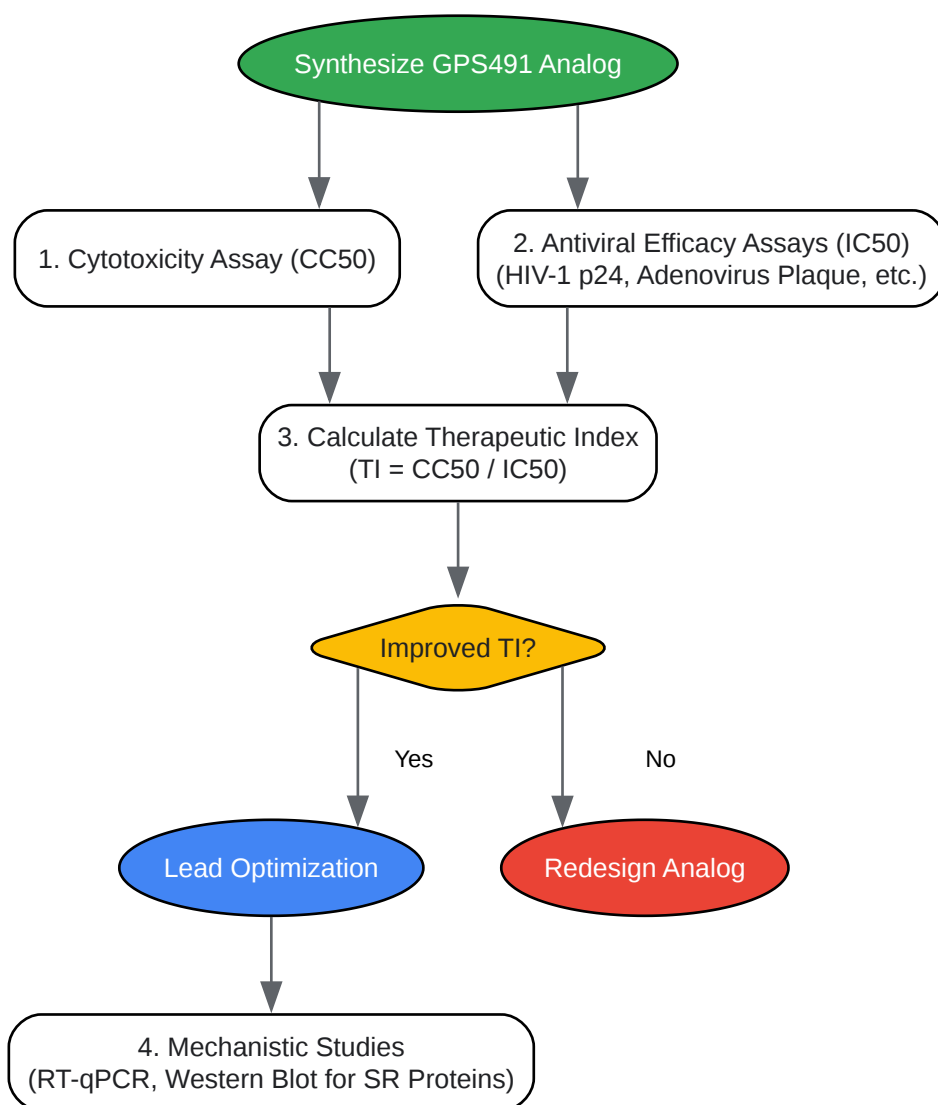 Synthesize GPS491 Analog
1. Cytotoxicity Assay (CC50)
2. Antiviral Efficacy Assays (IC50)
(HIV-1 p24, Adenovirus Plaque, etc.)
3. Calculate Therapeutic Index
(TI = CC50 / IC50)
Improved TI?
Yes
No
Lead Optimization
Redesign Analog
4. Mechanistic Studies
(RT-qPCR, Western Blot for SR Proteins)